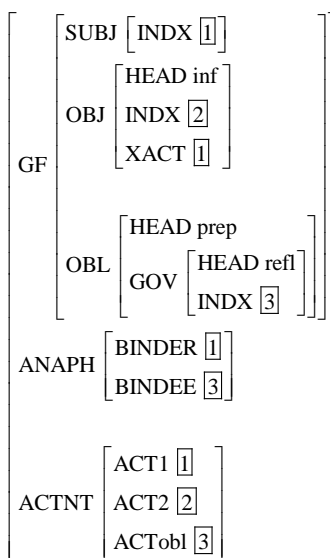 SUBJ [INDX 1]
HEAD inf
OBJ INDX 2
XACT 1
GF
HEAD prep
OBL HEAD refl
GOV INDX 3
BINDER 1
ANAPH
BINDEE 3
ACT1 1
ACTNT ACT2 2
ACTobl 3